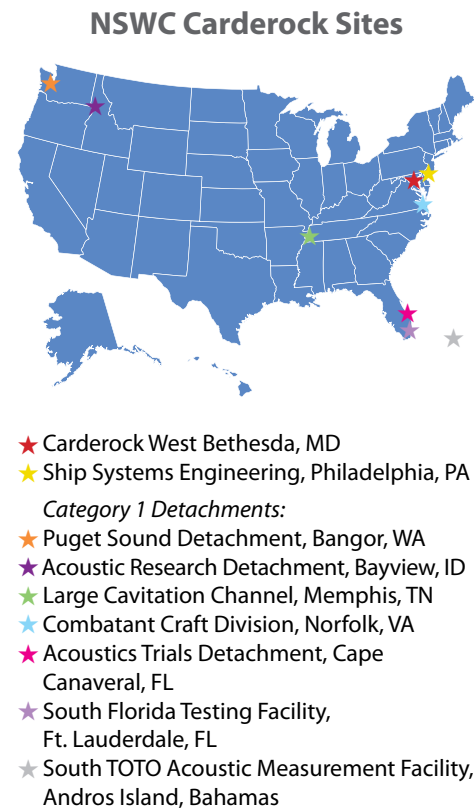 NSWC Carderock Sites
Carderock West Bethesda, MD
Ship Systems Engineering, Philadelphia, PA
Category 1 Detachments:
Puget Sound Detachment, Bangor, WA
Acoustic Research Detachment, Bayview, ID
Large Cavitation Channel, Memphis, TN
Combatant Craft Division, Norfolk, VA
Acoustics Trials Detachment, Cape
Canaveral, FL
South Florida Testing Facility,
Ft. Lauderdale, FL
South TOTO Acoustic Measurement Facility,
Andros Island, Bahamas